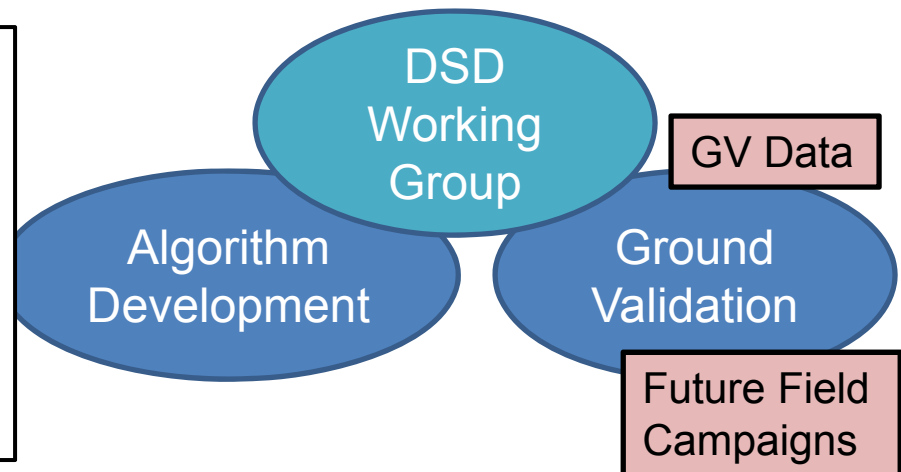 DSD
Working
Group
GV Data
Algorithm
Development
Ground
Validation
Future Field
Campaigns